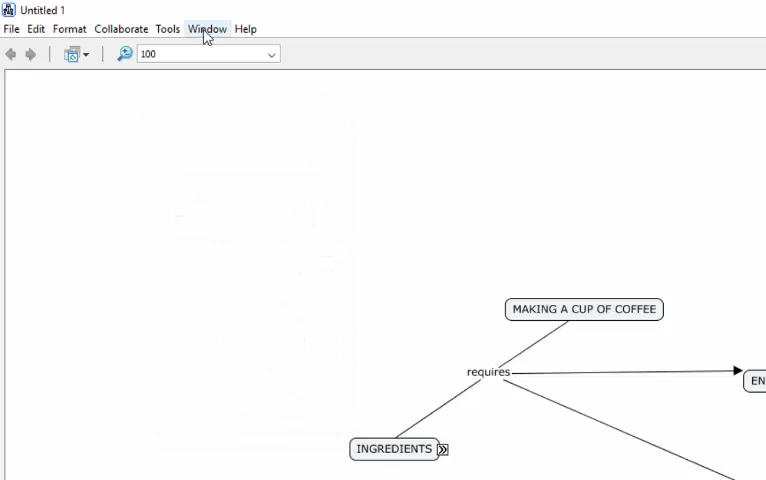 Untitled 1
File Edit Format Collaborate Tools Window Help
100
MAKING A CUP OF COFFEE
requires
EN
INGREDIENTS